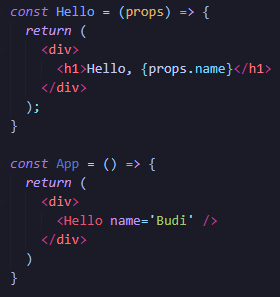 const Hello = (props) => {
  return (
    <div>
      <h1>Hello, {props.name}</h1>
    </div>
  );
}

const App = () => {
  return (
    <div>
      <Hello name='Budi' />
    </div>
  )
}